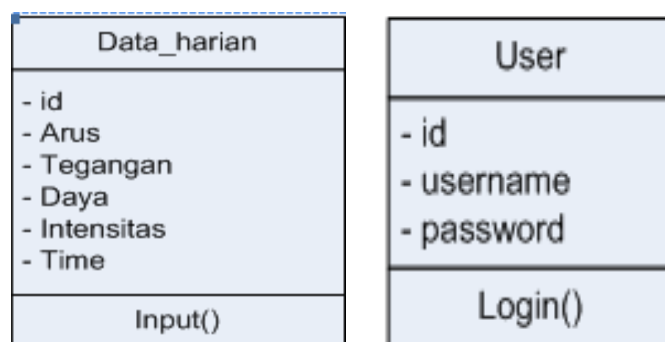 Data_harian
- id
- Arus
- Tegangan
- Daya
- Intensitas
- Time
Input()
User
- id
- username
- password
Login()